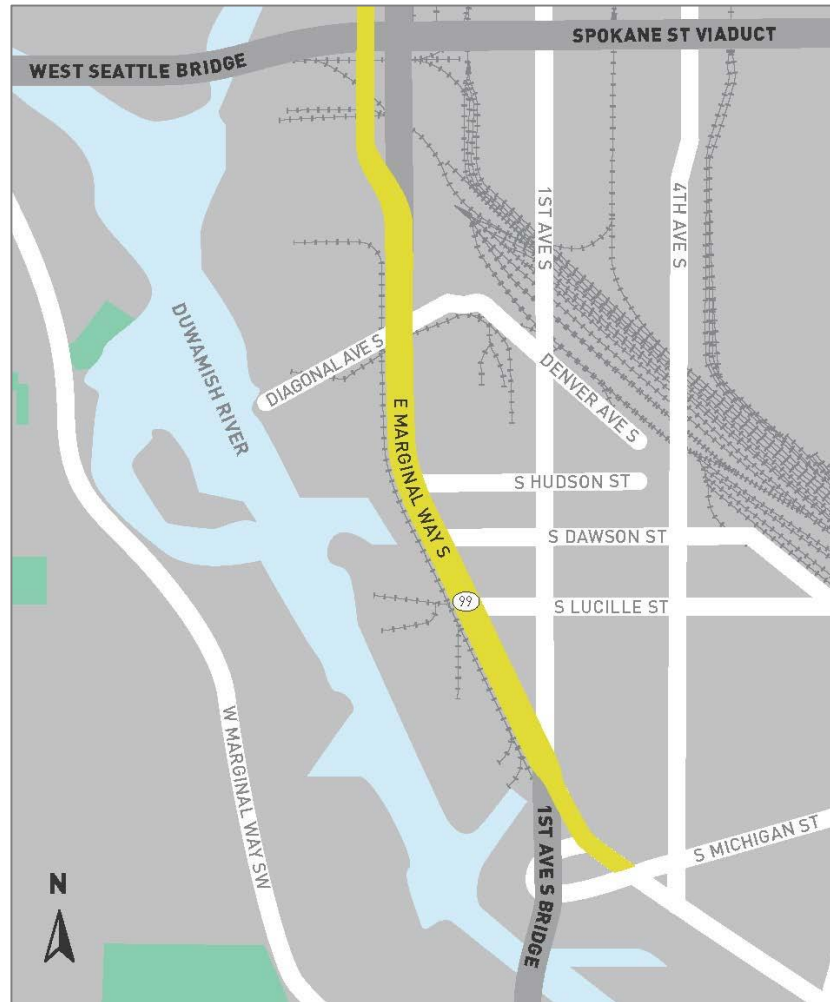 SPOKANE ST VIADUCT
WEST SEATTLE BRIDGE
1ST AVE S
4TH AVE S
DUWAMISH RIVER
DIAGONAL AVE S
DENVER AVE S
E MARGINAL WAY S
S HUDSON ST
S DAWSON ST
99
S LUCILLE ST
W MARGINAL WAY SW
1ST AVE S BRIDGE
S MICHIGAN ST
N